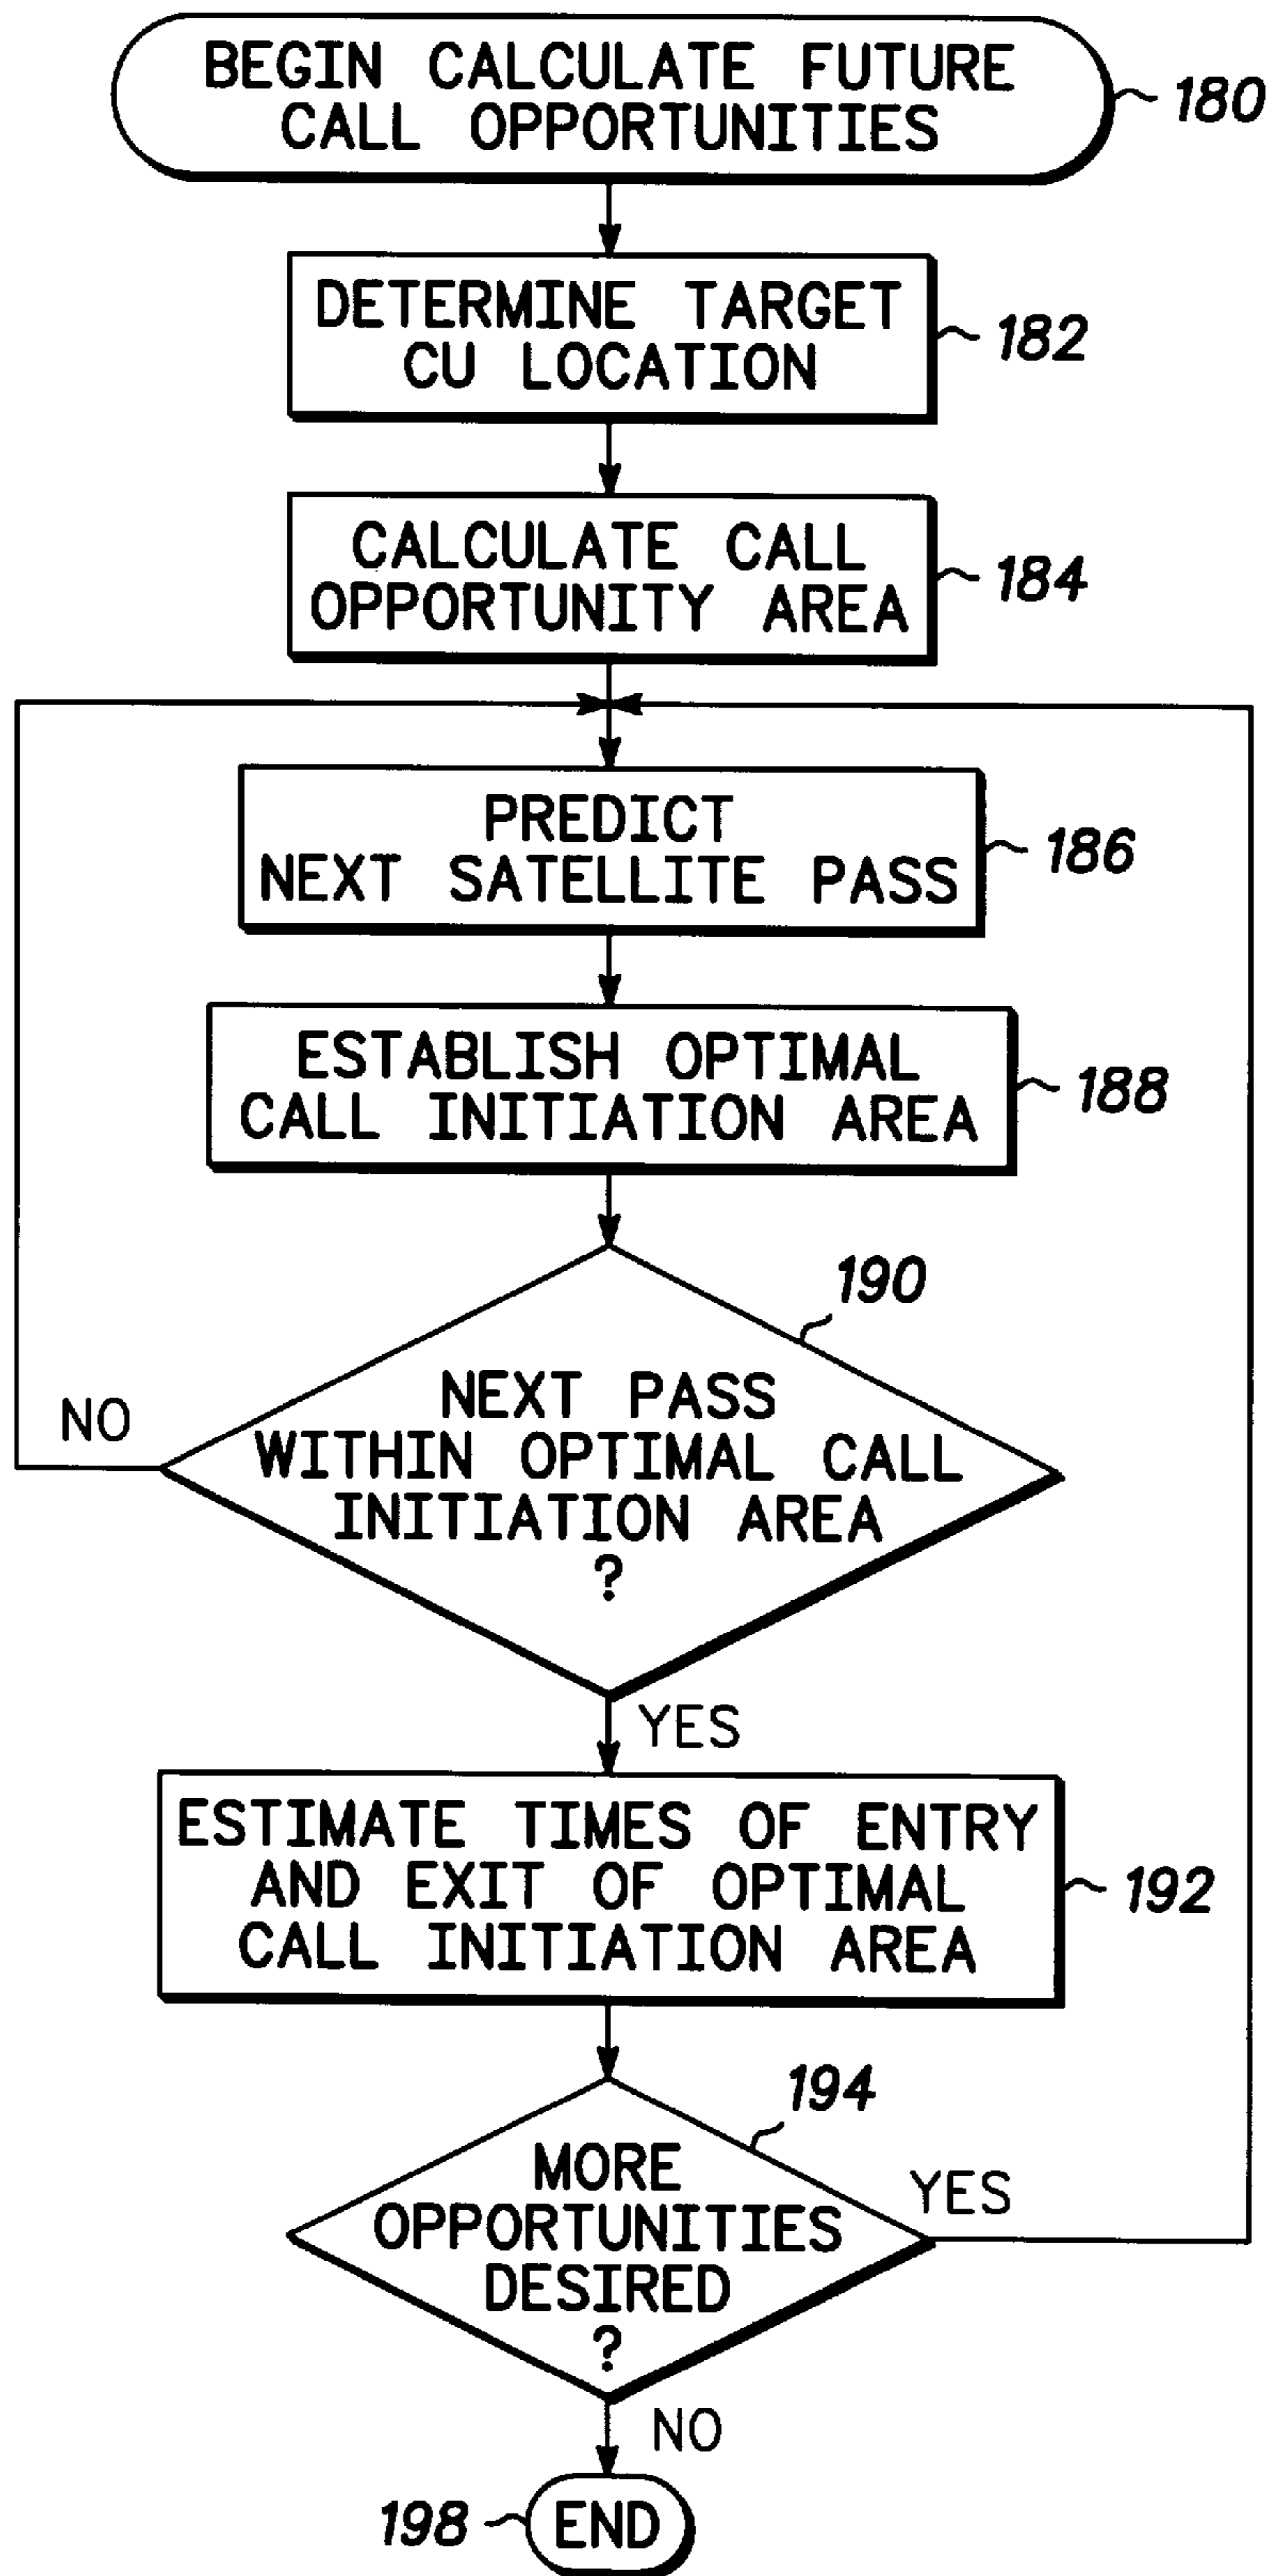 BEGIN CALCULATE FUTURE
CALL OPPORTUNITIES
180
DETERMINE TARGET
CU LOCATION
182
CALCULATE CALL
OPPORTUNITY AREA
184
PREDICT
NEXT SATELLITE PASS
186
ESTABLISH OPTIMAL
CALL INITIATION AREA
188
190
NO
NEXT PASS
WITHIN OPTIMAL CALL
INITIATION AREA
?
YES
ESTIMATE TIMES OF ENTRY
AND EXIT OF OPTIMAL
CALL INITIATION AREA
192
194
MORE
OPPORTUNITIES
DESIRED
?
YES
NO
198
END